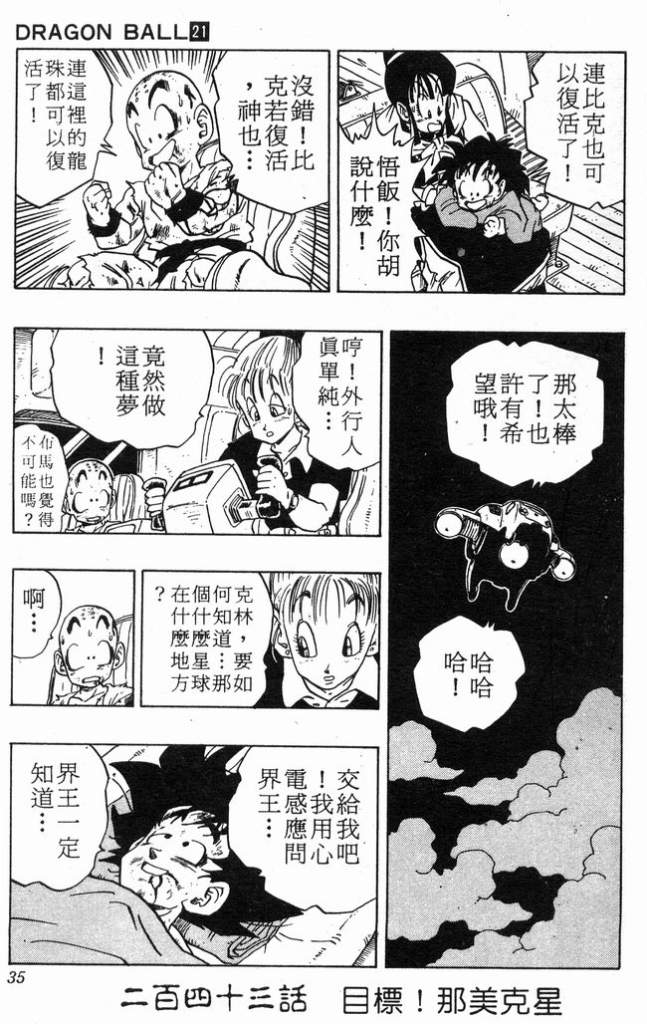 DRAGON BALL 21
連比克也可
以復活了！
悟飯！你胡
說什麼！
沒錯！比
克若復活
，神也…
連這裡的龍
珠都可以復
活了！
那太棒
了！也
許有希
望哦！
哈哈
哈！
哼！外行人
眞單純…
竟然做
這種夢
！
布馬也覺得
不可能嗎？
克林，要如
何知道…那
個什麼星球
在什麼地方
？
啊…
交給我吧
！我用心
電感應問
界王…
界王一定
知道…
35
二百四十三話 目標！那美克星